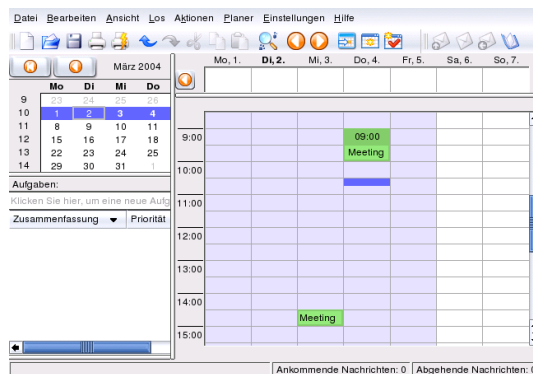 Datei Bearbeiten Ansicht Los Aktionen Planer Einstellungen Hilfe
März 2004
Mo, 1. Di, 2. Mi, 3. Do, 4. Fr, 5. Sa, 6. So, 7.
Mo Di Mi Do
9 23 24 25 26
10 1 2 3 4
11 8 9 10 11
12 15 16 17 18
13 22 23 24 25
14 29 30 31 1
Aufgaben:
Klicken Sie hier, um eine neue Aufg
Zusammenfassung Priorität
9:00 09:00
Meeting
10:00
11:00
12:00
13:00
14:00
Meeting
15:00
Ankommende Nachrichten: 0 Abgehende Nachrichten: 0